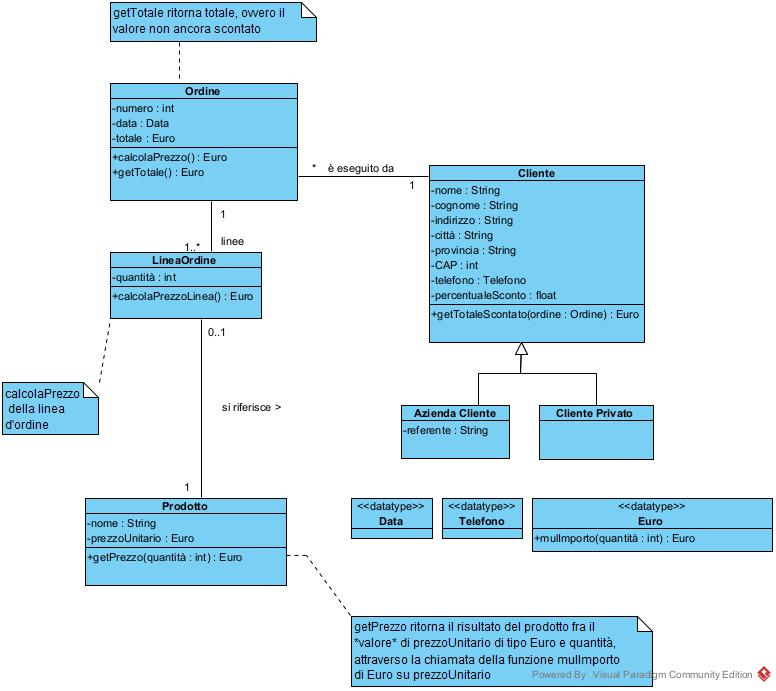 getTotale ritorna totale, ovvero il
valore non ancora scontato
Ordine
-numero : int
-data : Data
-totale : Euro
+calcolaPrezzo() : Euro
+getTotale() : Euro
* è eseguito da
1
Cliente
-nome : String
-cognome : String
-indirizzo : String
-città : String
-provincia : String
-CAP : int
-telefono : Telefono
-percentualeSconto : float
+getTotaleScontato(ordine : Ordine) : Euro
1
1..* linee
LineaOrdine
-quantità : int
+calcolaPrezzoLinea() : Euro
0..1
calcolaPrezzo
della linea
d'ordine
si riferisce >
1
Azienda Cliente
-referente : String
Cliente Privato
Prodotto
-nome : String
-prezzoUnitario : Euro
+getPrezzo(quantità : int) : Euro
<<datatype>>
Data
<<datatype>>
Telefono
<<datatype>>
Euro
+mulImporto(quantità : int) : Euro
getPrezzo ritorna il risultato del prodotto fra il
*valore* di prezzoUnitario di tipo Euro e quantità,
attraverso la chiamata della funzione mulImporto
di Euro su prezzoUnitario
Powered By Visual Paradigm Community Edition